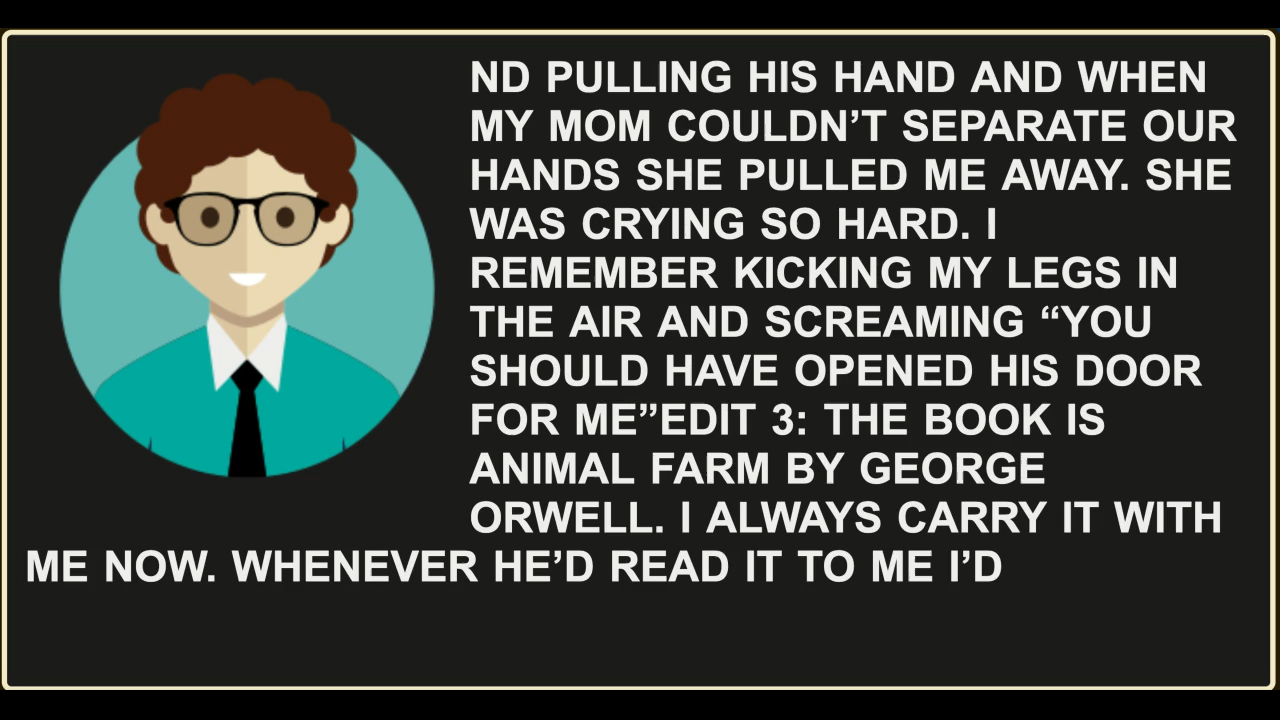 ND PULLING HIS HAND AND WHEN
MY MOM COULDN’T SEPARATE OUR
HANDS SHE PULLED ME AWAY. SHE
WAS CRYING SO HARD. I
REMEMBER KICKING MY LEGS IN
THE AIR AND SCREAMING “YOU
SHOULD HAVE OPENED HIS DOOR
FOR ME”EDIT 3: THE BOOK IS
ANIMAL FARM BY GEORGE
ORWELL. I ALWAYS CARRY IT WITH
ME NOW. WHENEVER HE’D READ IT TO ME I’D